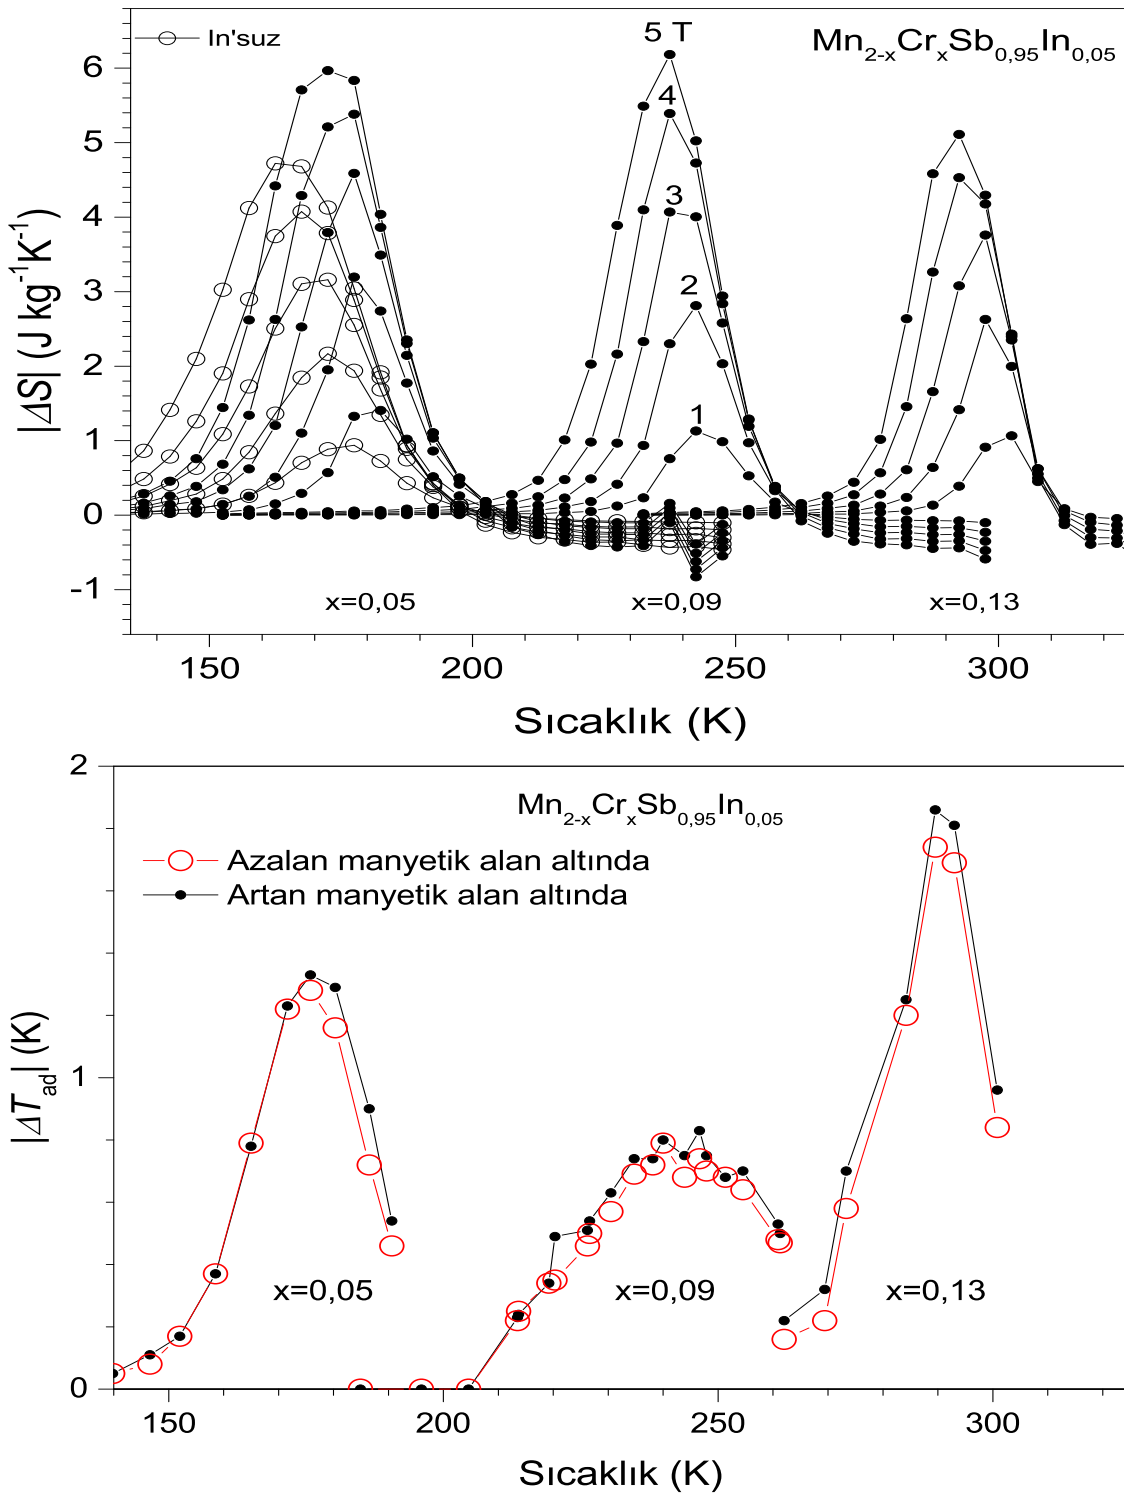 5 T
Mn2-xCrxSb0,95In0,05
In'suz
6
4
5
4
3
3
2
2
1
1
0
-1
|ΔS| (J kg⁻¹K⁻¹)
x=0,05 x=0,09 x=0,13
150 200 250 300
Sıcaklık (K)
2
Mn2-xCrxSb0,95In0,05
Azalan manyetik alan altında
Artan manyetik alan altında
1
|ΔTad| (K)
x=0,05 x=0,09 x=0,13
0
150 200 250 300
Sıcaklık (K)